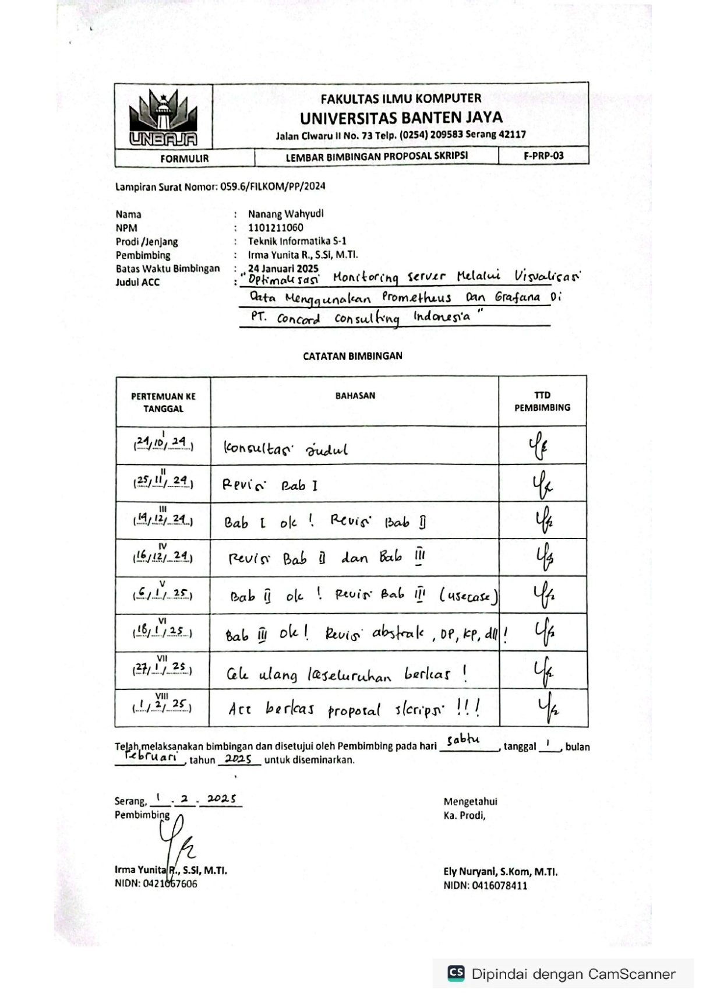 UNBAJA
FAKULTAS ILMU KOMPUTER
UNIVERSITAS BANTEN JAYA
Jalan Ciwaru II No. 73 Telp. (0254) 209583 Serang 42117
FORMULIR LEMBAR BIMBINGAN PROPOSAL SKRIPSI F-PRP-03
Lampiran Surat Nomor: 059.6/FILKOM/PP/2024
Nama : Nanang Wahyudi
NPM : 1101211060
Prodi /Jenjang : Teknik Informatika S-1
Pembimbing : Irma Yunita R., S.Si, M.TI.
Batas Waktu Bimbingan : 24 Januari 2025
Judul ACC : "Optimalisasi Monitoring Server Melalui Visualisasi
Data Menggunakan Prometheus Dan Grafana Di
PT. Concord Consulting Indonesia"
CATATAN BIMBINGAN
PERTEMUAN KE TANGGAL BAHASAN TTD PEMBIMBING
I
(24/10/24) Konsultasi Judul
II
(25/11/24) Revisi Bab I
III
(14/12/24) Bab I ok ! Revisi Bab II
IV
(16/12/24) Revisi Bab II dan Bab III
V
(6/1/25) Bab II ok ! Revisi Bab III (usecase)
VI
(18/1/25) Bab III ok! Revisi abstrak, DP, KP, dll !
VII
(27/1/25) Cek ulang keseluruhan berkas !
VIII
(1/2/25) Acc berkas proposal skripsi !!!
Telah melaksanakan bimbingan dan disetujui oleh Pembimbing pada hari Sabtu, tanggal 1, bulan
Februari, tahun 2025 untuk diseminarkan.
Serang, 1 - 2 - 2025 Mengetahui
Pembimbing Ka. Prodi,
Irma Yunita R., S.Si, M.TI. Ely Nuryani, S.Kom, M.TI.
NIDN: 0421067606 NIDN: 0416078411
CS Dipindai dengan CamScanner